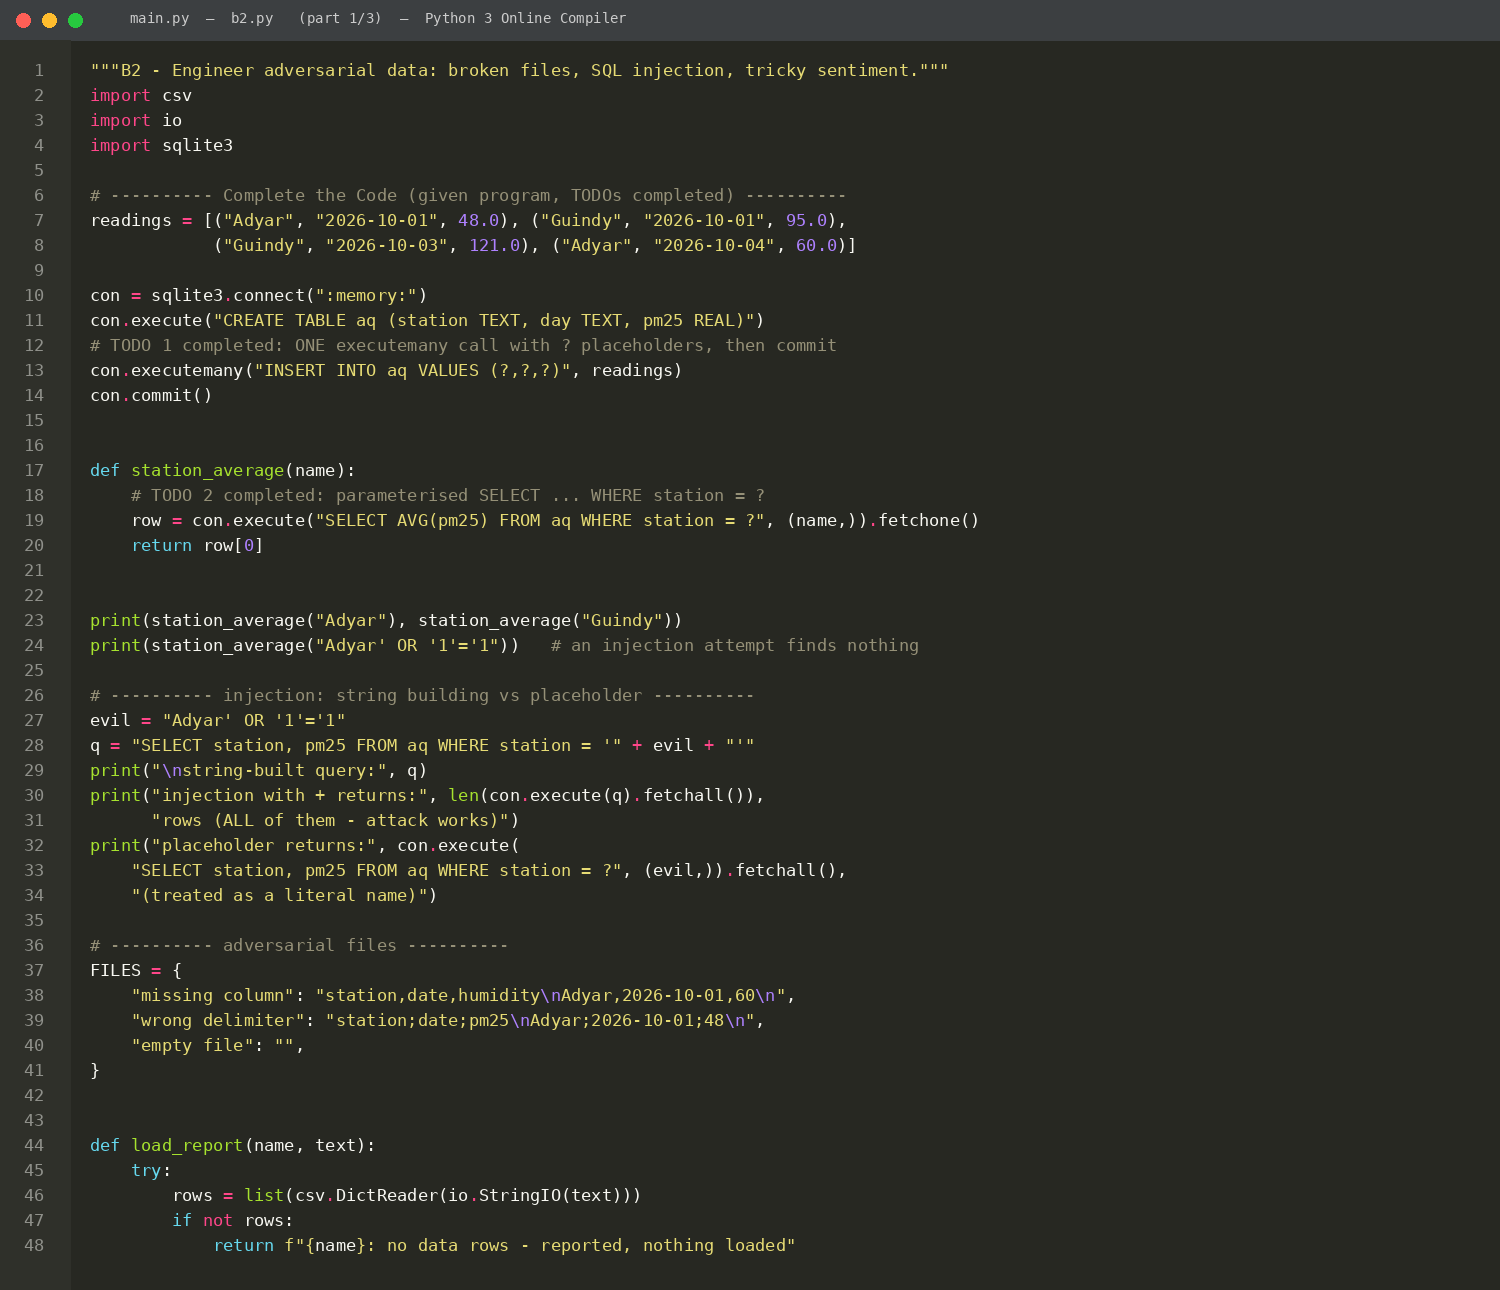 main.py — b2.py (part 1/3) — Python 3 Online Compiler
1 """B2 - Engineer adversarial data: broken files, SQL injection, tricky sentiment."""
2 import csv
3 import io
4 import sqlite3
5
6 # ---------- Complete the Code (given program, TODOs completed) ----------
7 readings = [("Adyar", "2026-10-01", 48.0), ("Guindy", "2026-10-01", 95.0),
8             ("Guindy", "2026-10-03", 121.0), ("Adyar", "2026-10-04", 60.0)]
9
10 con = sqlite3.connect(":memory:")
11 con.execute("CREATE TABLE aq (station TEXT, day TEXT, pm25 REAL)")
12 # TODO 1 completed: ONE executemany call with ? placeholders, then commit
13 con.executemany("INSERT INTO aq VALUES (?,?,?)", readings)
14 con.commit()
15
16
17 def station_average(name):
18     # TODO 2 completed: parameterised SELECT ... WHERE station = ?
19     row = con.execute("SELECT AVG(pm25) FROM aq WHERE station = ?", (name,)).fetchone()
20     return row[0]
21
22
23 print(station_average("Adyar"), station_average("Guindy"))
24 print(station_average("Adyar' OR '1'='1"))   # an injection attempt finds nothing
25
26 # ---------- injection: string building vs placeholder ----------
27 evil = "Adyar' OR '1'='1"
28 q = "SELECT station, pm25 FROM aq WHERE station = '" + evil + "'"
29 print("\nstring-built query:", q)
30 print("injection with + returns:", len(con.execute(q).fetchall()),
31       "rows (ALL of them - attack works)")
32 print("placeholder returns:", con.execute(
33     "SELECT station, pm25 FROM aq WHERE station = ?", (evil,)).fetchall(),
34     "(treated as a literal name)")
35
36 # ---------- adversarial files ----------
37 FILES = {
38     "missing column": "station,date,humidity\nAdyar,2026-10-01,60\n",
39     "wrong delimiter": "station;date;pm25\nAdyar;2026-10-01;48\n",
40     "empty file": "",
41 }
42
43
44 def load_report(name, text):
45     try:
46         rows = list(csv.DictReader(io.StringIO(text)))
47         if not rows:
48             return f"{name}: no data rows - reported, nothing loaded"